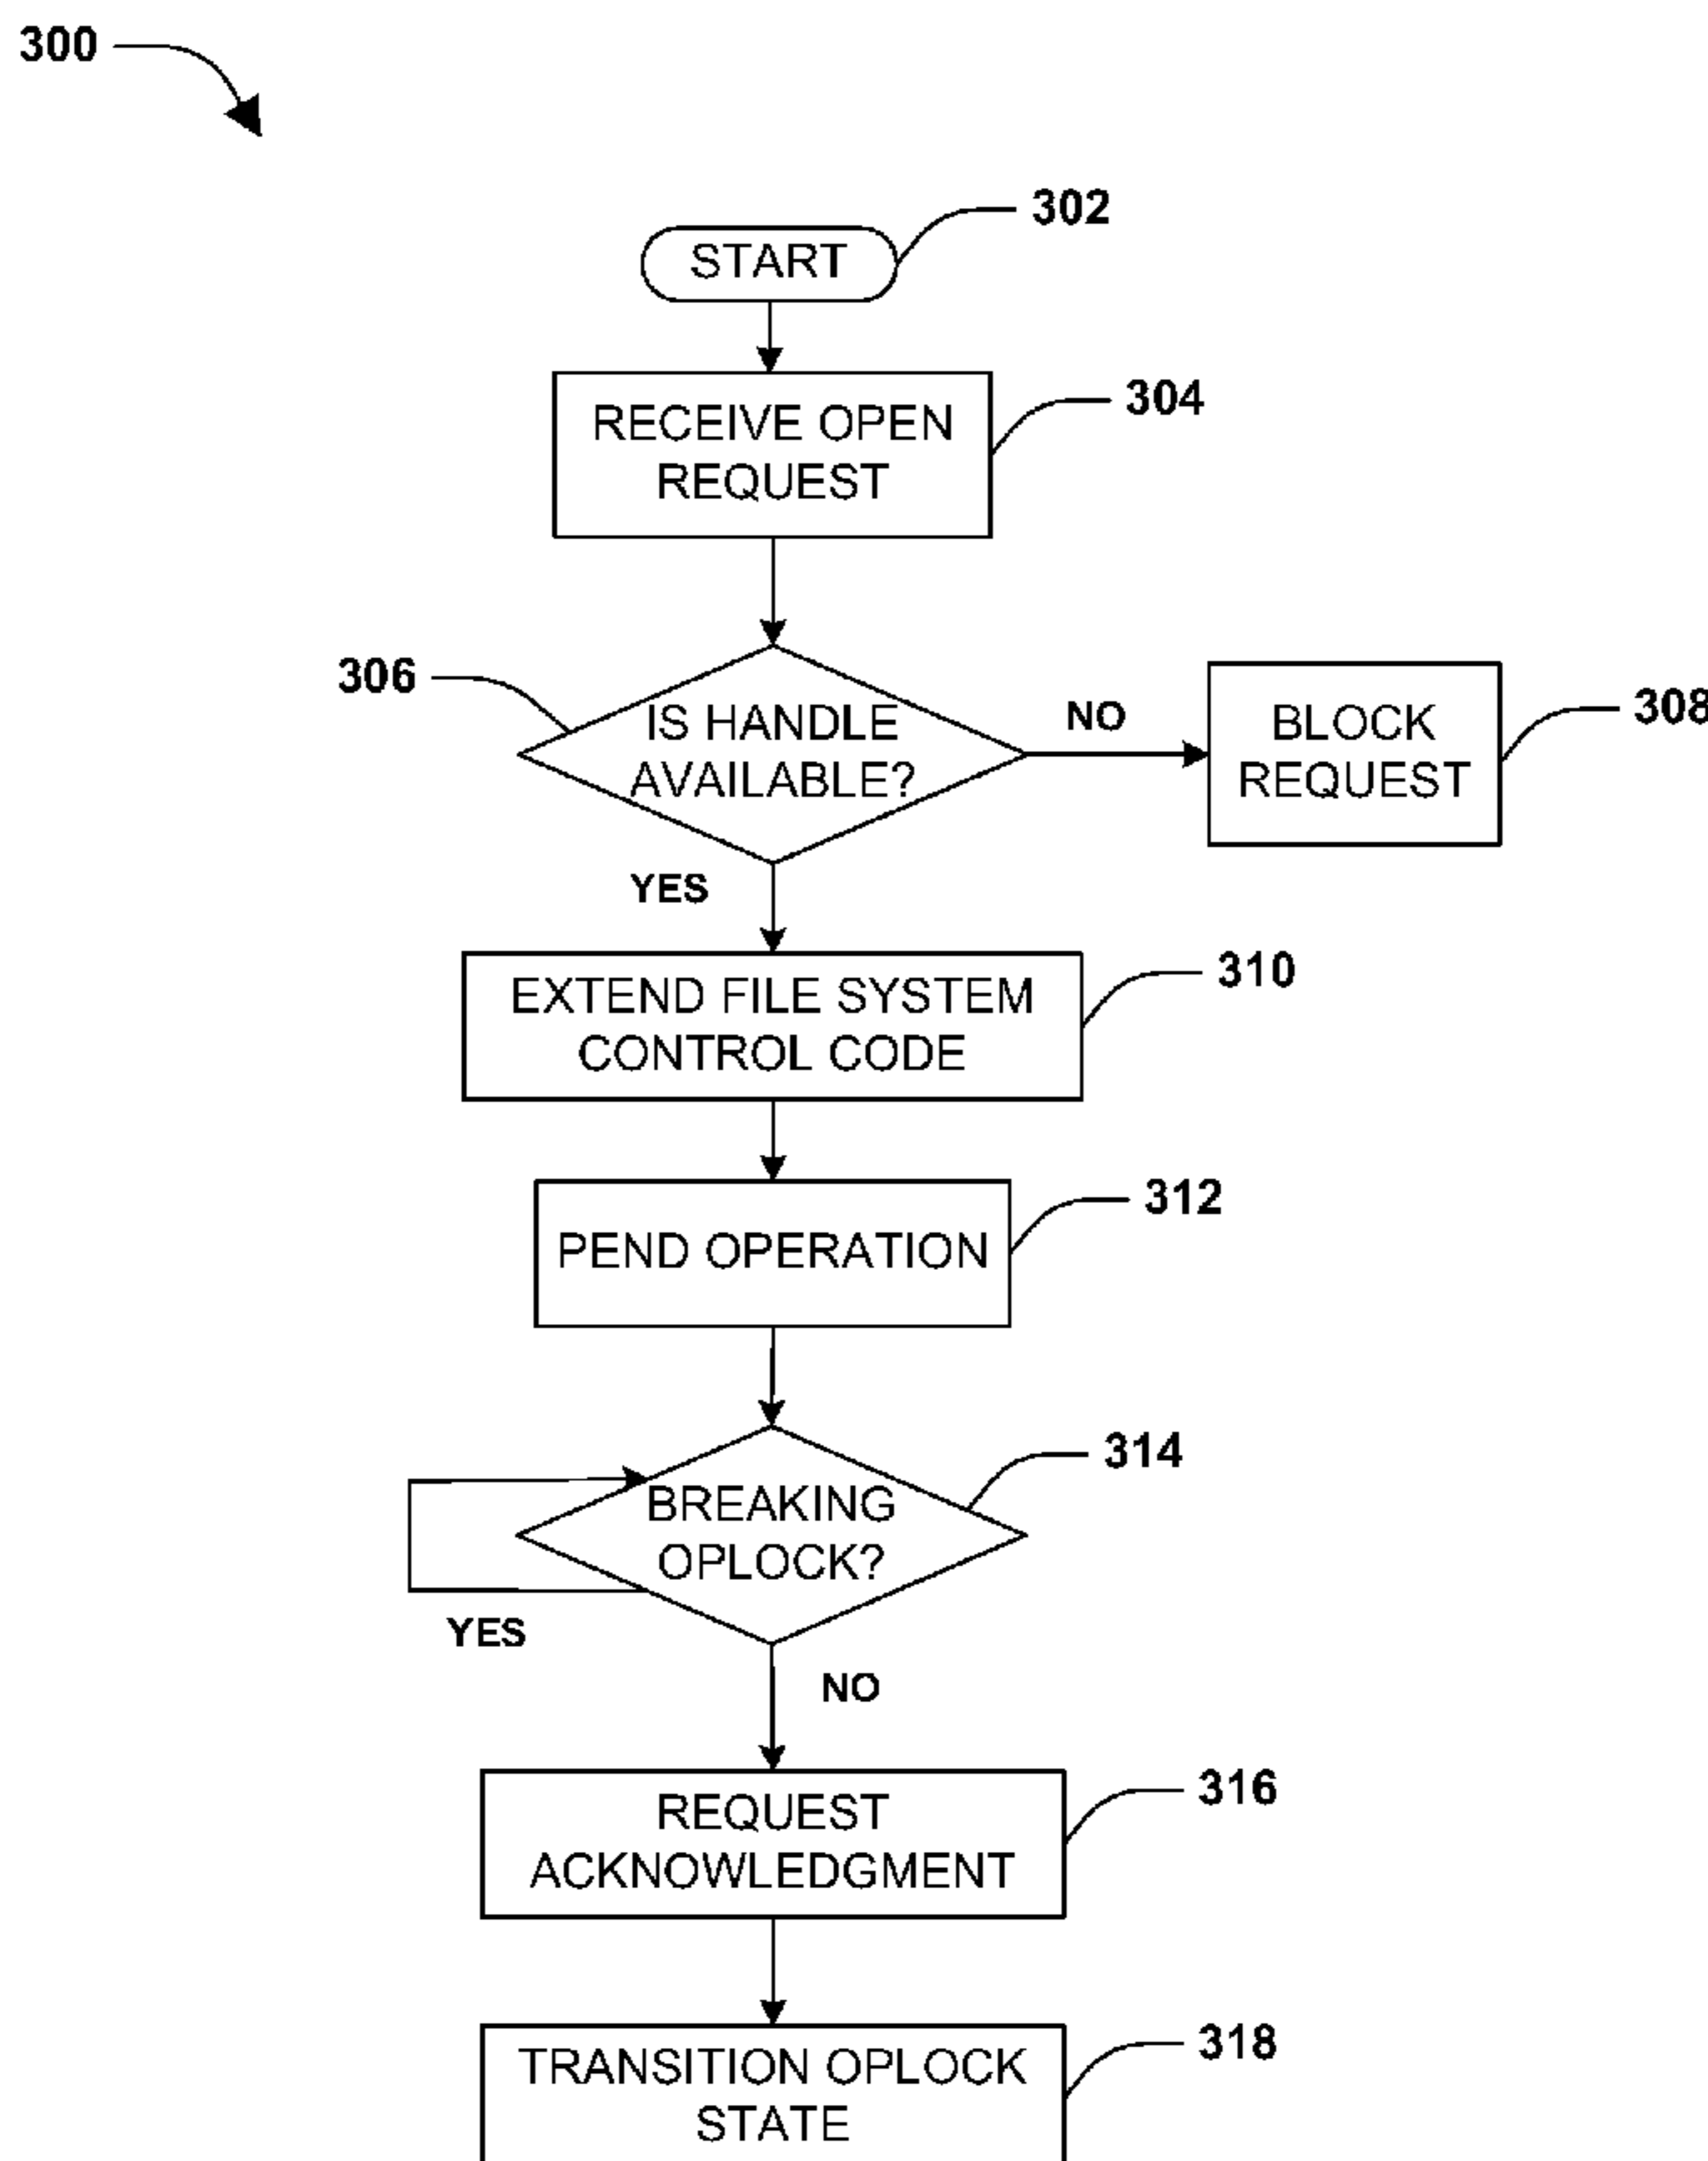 300
302
START
304
RECEIVE OPEN
REQUEST
306
IS HANDLE
AVAILABLE?
NO
308
BLOCK
REQUEST
YES
310
EXTEND FILE SYSTEM
CONTROL CODE
312
PEND OPERATION
314
BREAKING
OPLOCK?
YES
NO
316
REQUEST
ACKNOWLEDGMENT
318
TRANSITION OPLOCK
STATE